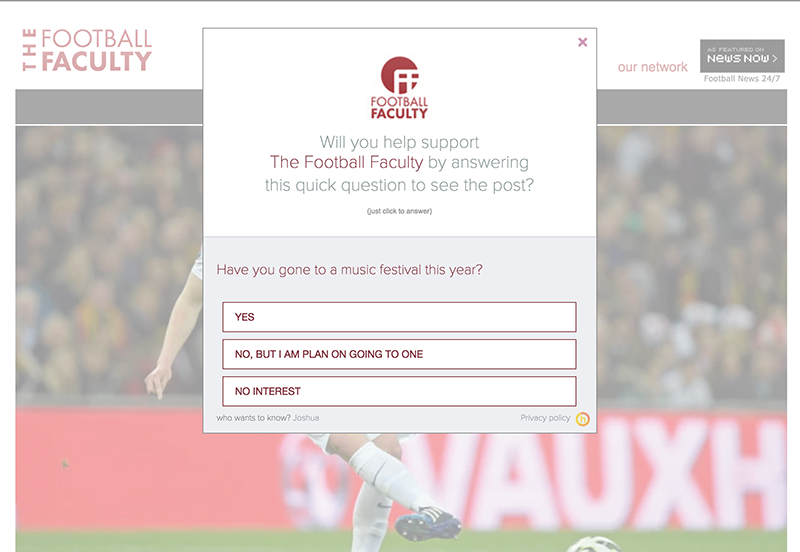 THE
FOOTBALL
FACULTY
our network
AS FEATURED ON
NEWS NOW >
Football News 24/7
FF
FOOTBALL
FACULTY
Will you help support
The Football Faculty by answering
this quick question to see the post?
(just click to answer)
Have you gone to a music festival this year?
YES
NO, BUT I AM PLAN ON GOING TO ONE
NO INTEREST
who wants to know? Joshua
Privacy policy
h
VAUXH